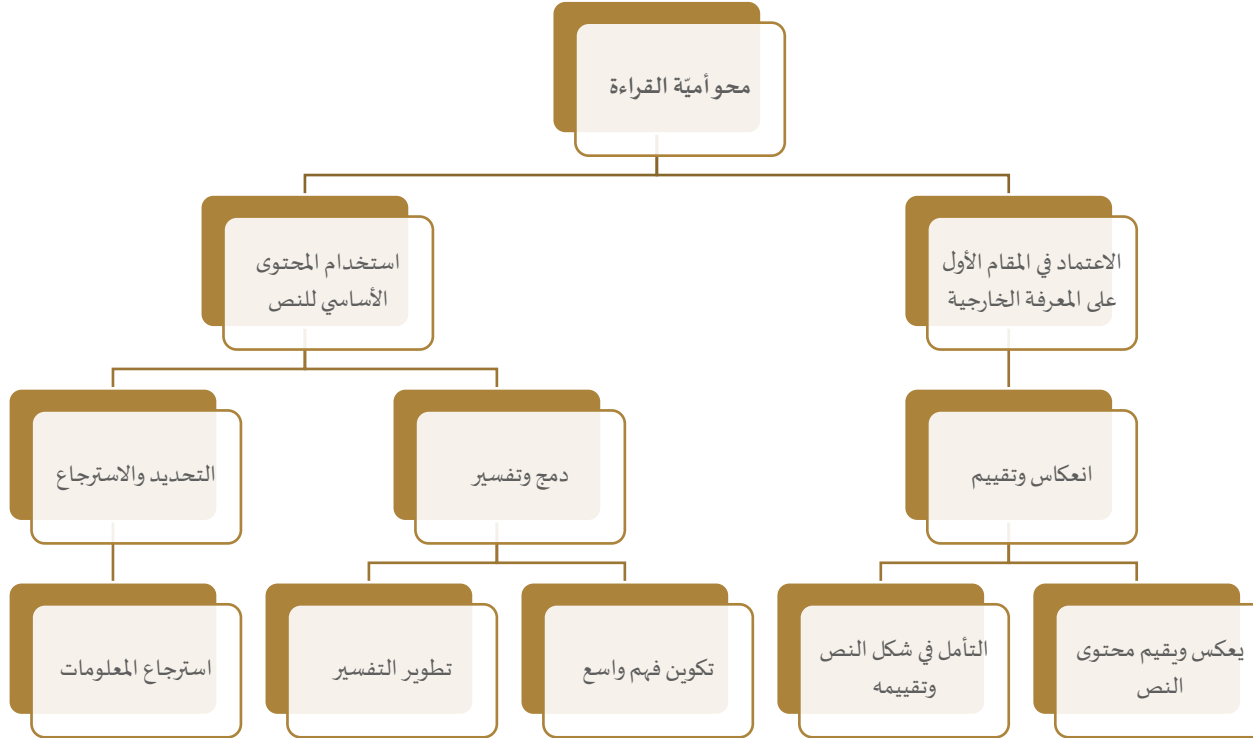 محو أميّة القراءة
الاعتماد في المقام الأول
على المعرفة الخارجية
استخدام المحتوى
الأساسي للنص
انعكاس وتقييم
دمج وتفسير
التحديد والاسترجاع
يعكس ويقيم محتوى
النص
التأمل في شكل النص
وتقييمه
تكوين فهم واسع
تطوير التفسير
استرجاع المعلومات